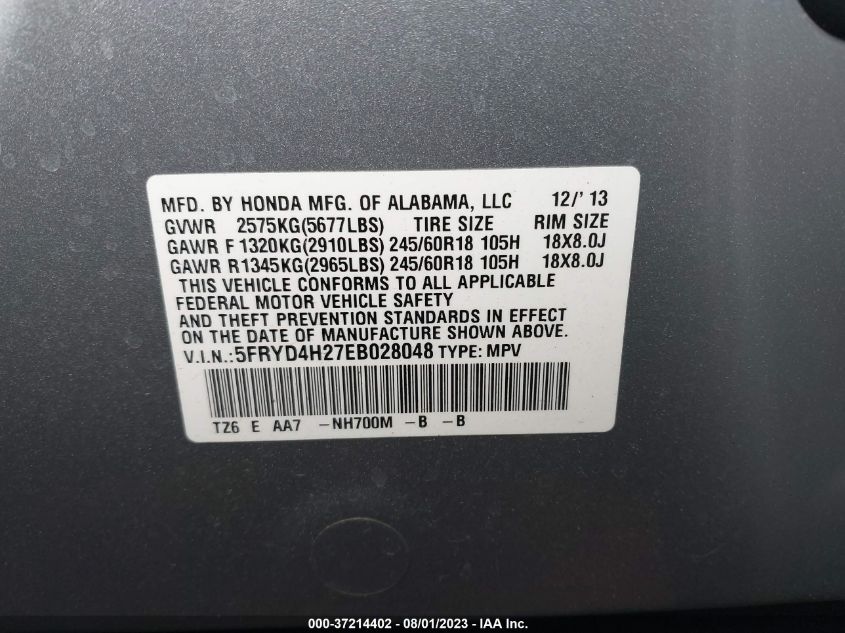 MFD. BY HONDA MFG. OF ALABAMA, LLC 12/' 13
GVWR 2575KG(5677LBS) TIRE SIZE RIM SIZE
GAWR F 1320KG(2910LBS) 245/60R18 105H 18X8.0J
GAWR R1345KG(2965LBS) 245/60R18 105H 18X8.0J
THIS VEHICLE CONFORMS TO ALL APPLICABLE
FEDERAL MOTOR VEHICLE SAFETY
AND THEFT PREVENTION STANDARDS IN EFFECT
ON THE DATE OF MANUFACTURE SHOWN ABOVE.
V.I.N.:5FRYD4H27EB028048 TYPE: MPV
TZ6 E AA7 -NH700M -B -B
000-37214402 - 08/01/2023 - IAA Inc.